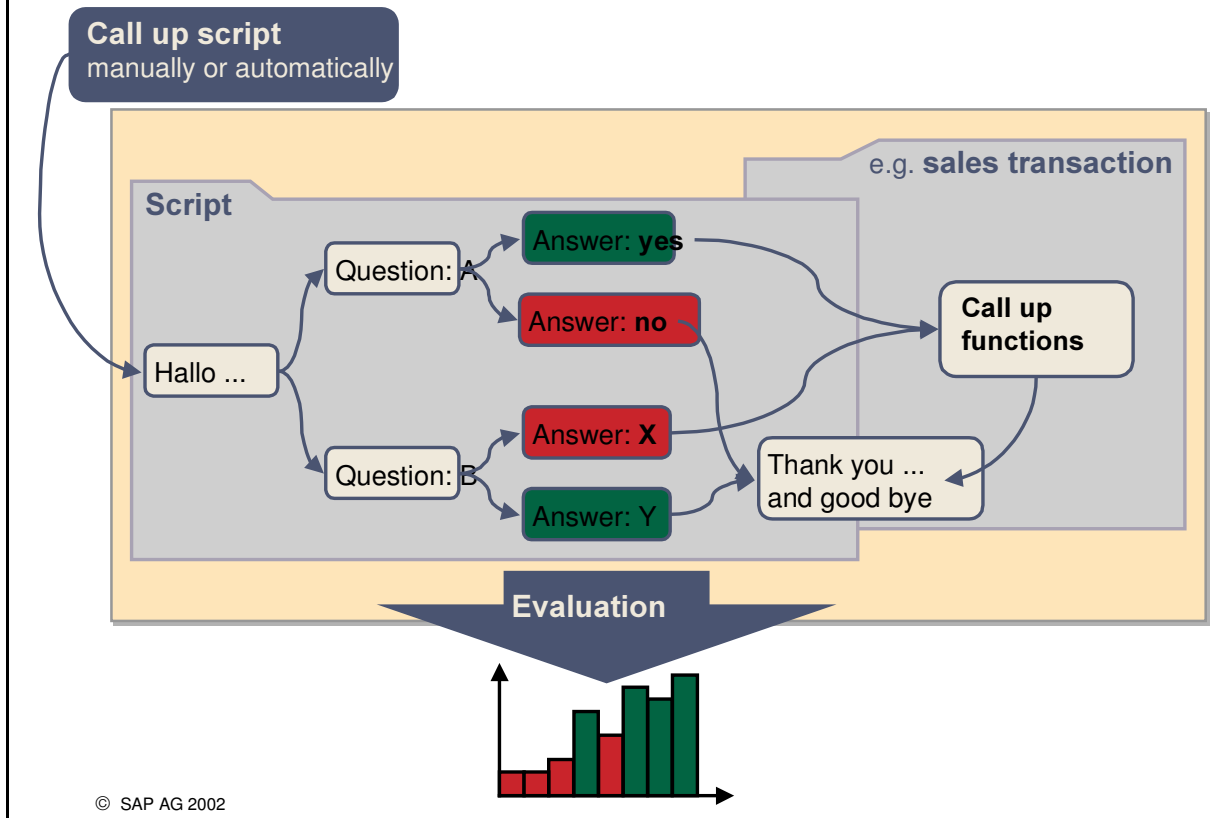 Call up script
manually or automatically
e.g. sales transaction
Script
Answer: yes
Question: A
Answer: no
Call up
functions
Hallo ...
Answer: X
Question: B
Thank you ...
and good bye
Answer: Y
Evaluation
© SAP AG 2002